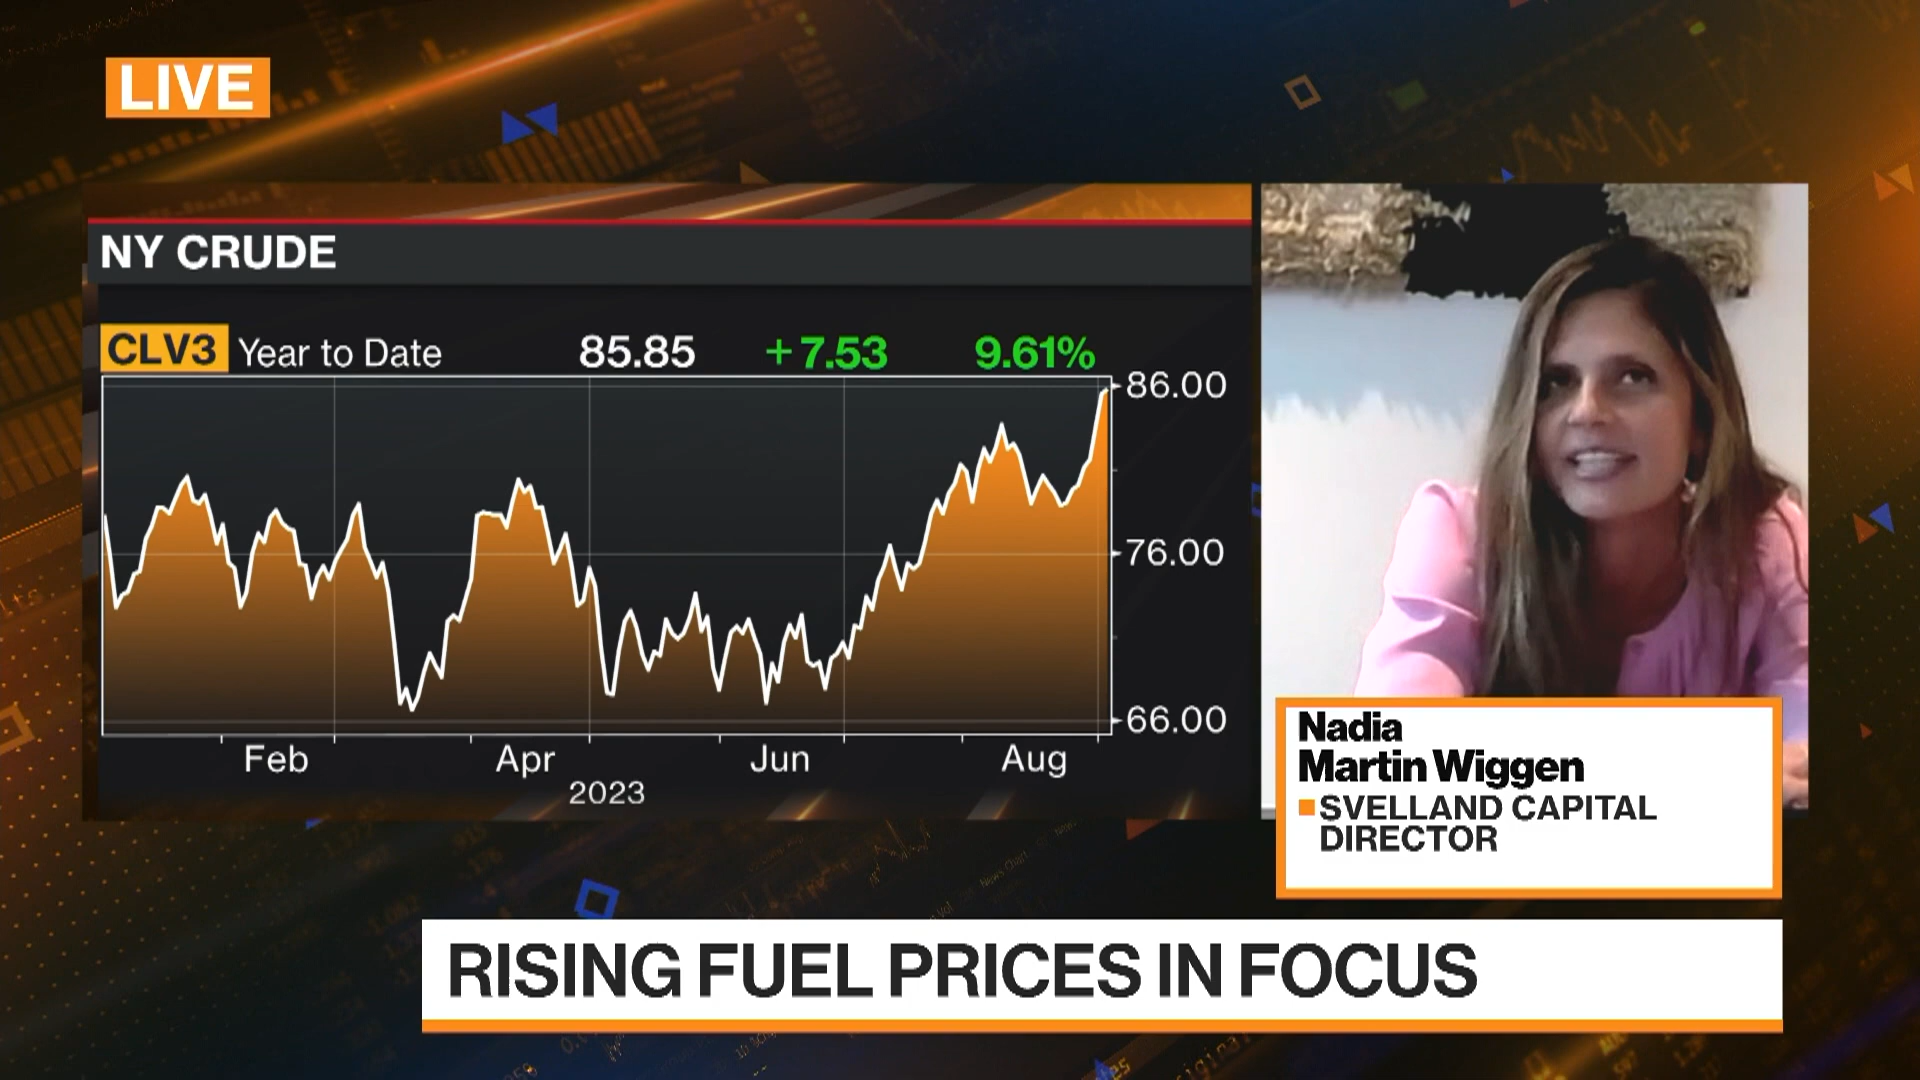 LIVE
NY CRUDE
CLV3 Year to Date 85.85 +7.53 9.61%
86.00
76.00
66.00
Feb Apr Jun Aug
2023
Nadia
Martin Wiggen
SVELLAND CAPITAL
DIRECTOR
RISING FUEL PRICES IN FOCUS